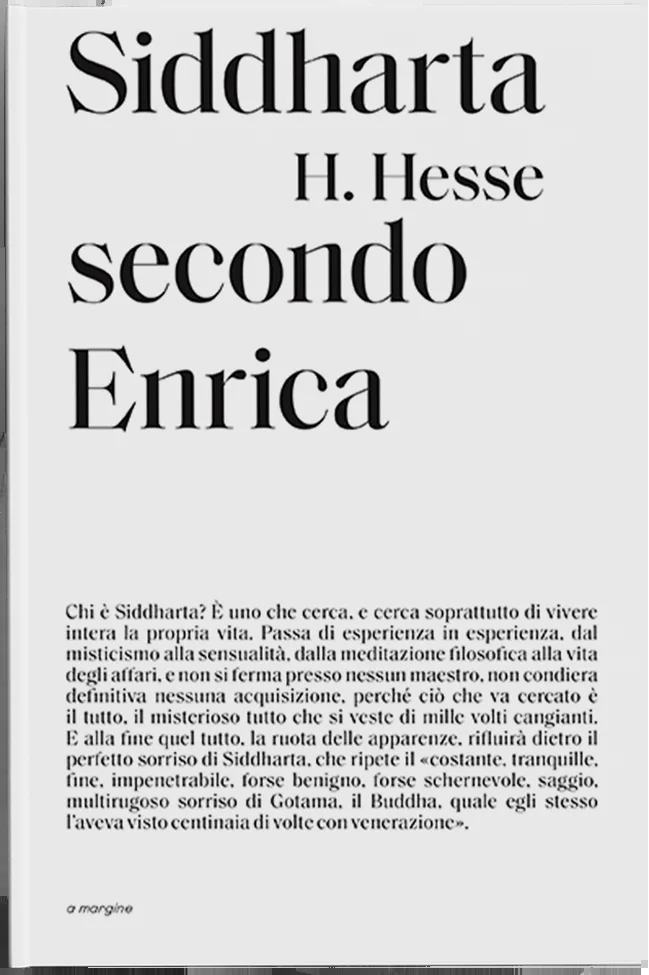 Siddharta
H. Hesse
secondo
Enrica
Chi è Siddharta? È uno che cerca, e cerca soprattutto di vivere
intera la propria vita. Passa di esperienza in esperienza, dal
misticismo alla sensualità, dalla meditazione filosofica alla vita
degli affari, e non si ferma presso nessun maestro, non condiera
definitiva nessuna acquisizione, perché ciò che va cercato è
il tutto, il misterioso tutto che si veste di mille volti cangianti.
E alla fine quel tutto, la ruota delle apparenze, rifluirà dietro il
perfetto sorriso di Siddharta, che ripete il «costante, tranquille,
fine, impenetrabile, forse benigno, forse schernevole, saggio,
multirugoso sorriso di Gotama, il Buddha, quale egli stesso
l'aveva visto centinaia di volte con venerazione».
a margine